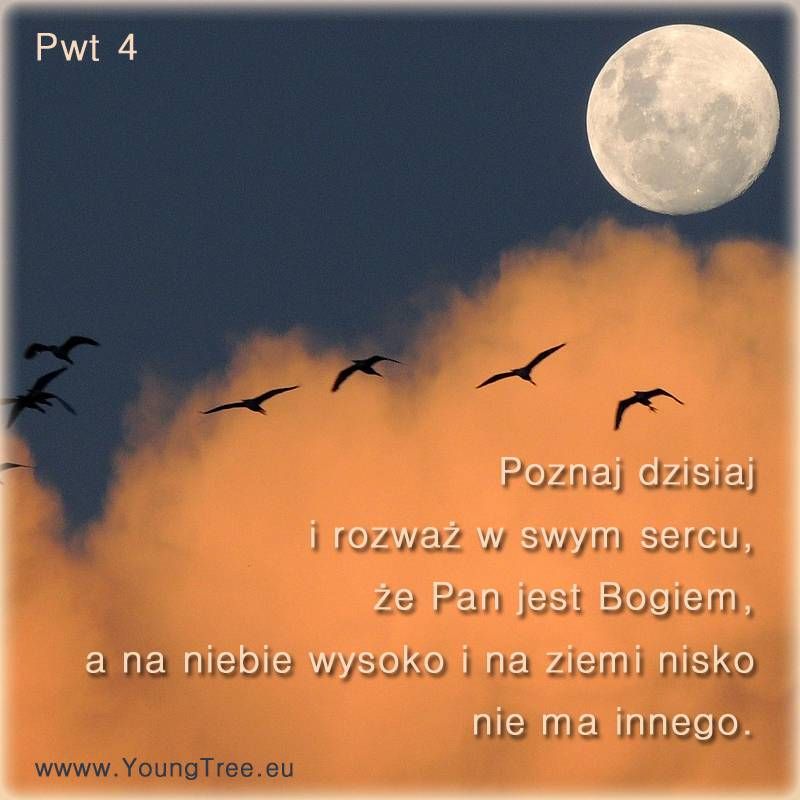 Pwt 4
Poznaj dzisiaj
i rozważ w swym sercu,
że Pan jest Bogiem,
a na niebie wysoko i na ziemi nisko
nie ma innego.
wwww.YoungTree.eu